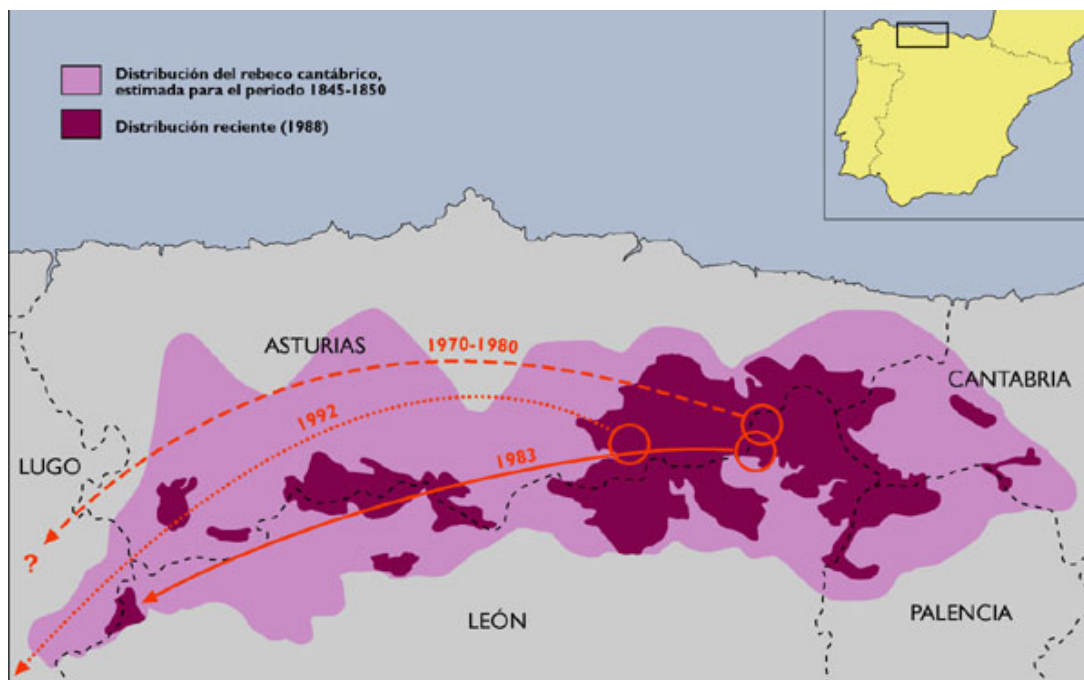 Distribución del rebeco cantábrico,
estimada para el periodo 1845-1850
Distribución reciente (1988)
ASTURIAS
1970-1980
CANTABRIA
1992
LUGO
1983
?
LEÓN
PALENCIA